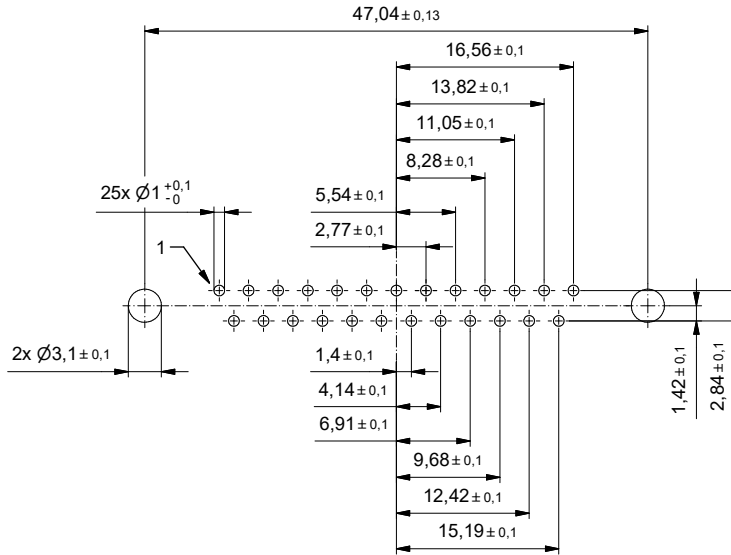 47,04 ± 0,13
16,56 ± 0,1
13,82 ± 0,1
11,05 ± 0,1
8,28 ± 0,1
25x Ø1 +0,1 -0
5,54 ± 0,1
2,77 ± 0,1
1
2x Ø3,1 ± 0,1
1,4 ± 0,1
4,14 ± 0,1
6,91 ± 0,1
9,68 ± 0,1
12,42 ± 0,1
15,19 ± 0,1
1,42 ± 0,1
2,84 ± 0,1